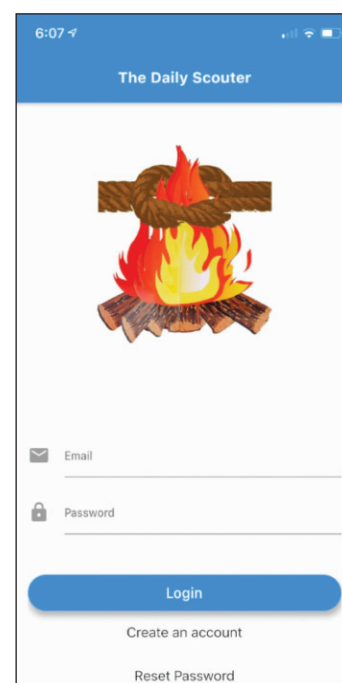 6:07
The Daily Scouter
Email
Password
Login
Create an account
Reset Password